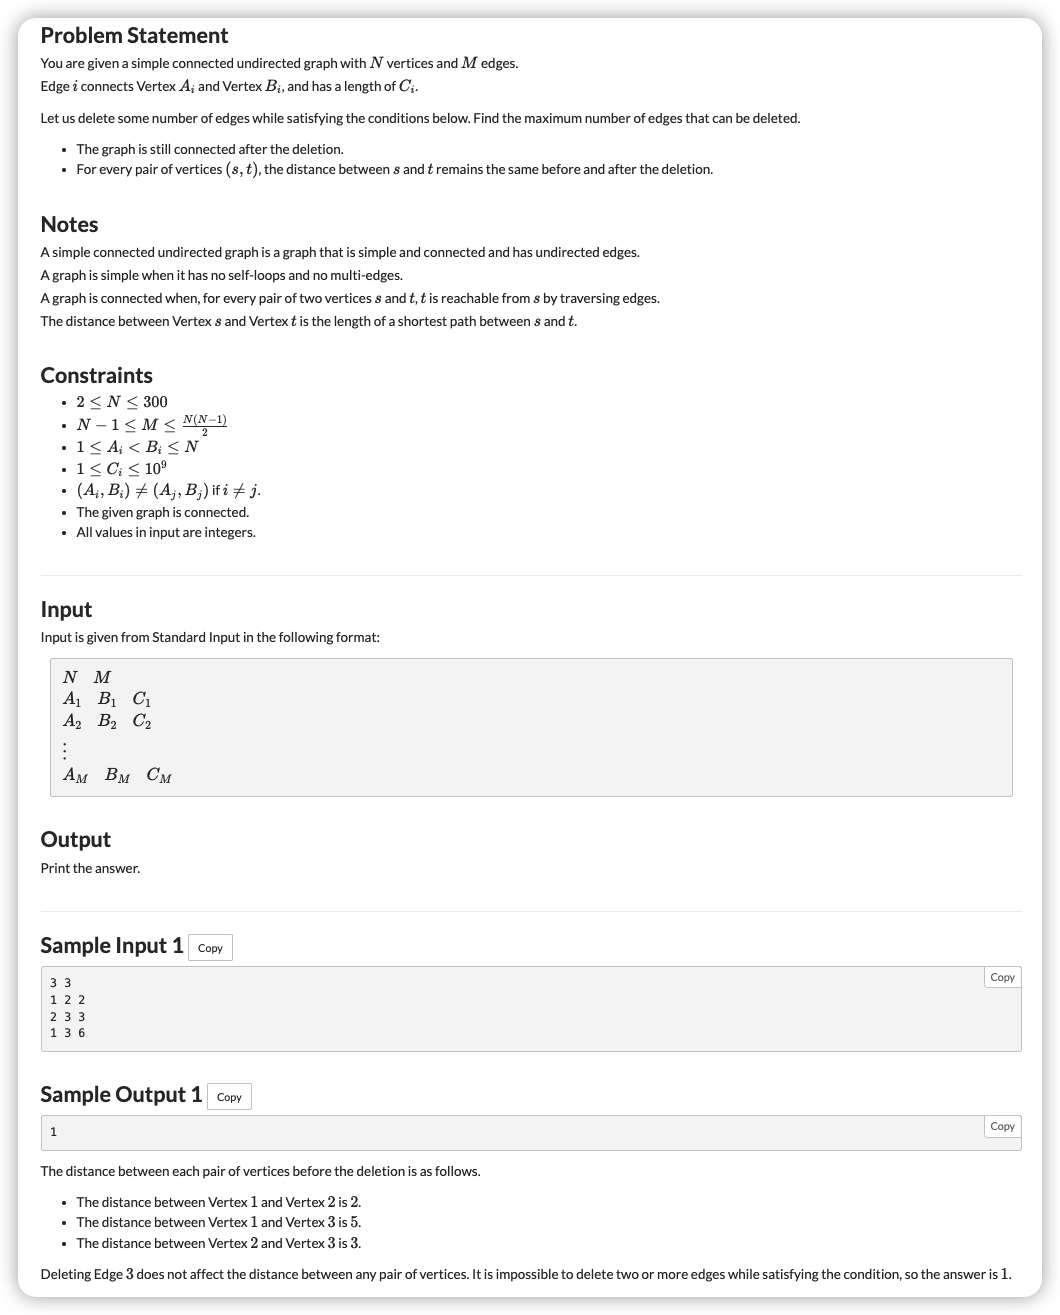 Problem Statement
You are given a simple connected undirected graph with N vertices and M edges.
Edge i connects Vertex A_i and Vertex B_i, and has a length of C_i.
Let us delete some number of edges while satisfying the conditions below. Find the maximum number of edges that can be deleted.
• The graph is still connected after the deletion.
• For every pair of vertices (s, t), the distance between s and t remains the same before and after the deletion.
Notes
A simple connected undirected graph is a graph that is simple and connected and has undirected edges.
A graph is simple when it has no self-loops and no multi-edges.
A graph is connected when, for every pair of two vertices s and t, t is reachable from s by traversing edges.
The distance between Vertex s and Vertex t is the length of a shortest path between s and t.
Constraints
• 2 ≤ N ≤ 300
• N − 1 ≤ M ≤ N(N−1)/2
• 1 ≤ A_i < B_i ≤ N
• 1 ≤ C_i ≤ 10^9
• (A_i, B_i) ≠ (A_j, B_j) if i ≠ j.
• The given graph is connected.
• All values in input are integers.
Input
Input is given from Standard Input in the following format:
N M
A_1 B_1 C_1
A_2 B_2 C_2
⋮
A_M B_M C_M
Output
Print the answer.
Sample Input 1 Copy
Copy
3 3
1 2 2
2 3 3
1 3 6
Sample Output 1 Copy
Copy
1
The distance between each pair of vertices before the deletion is as follows.
• The distance between Vertex 1 and Vertex 2 is 2.
• The distance between Vertex 1 and Vertex 3 is 5.
• The distance between Vertex 2 and Vertex 3 is 3.
Deleting Edge 3 does not affect the distance between any pair of vertices. It is impossible to delete two or more edges while satisfying the condition, so the answer is 1.